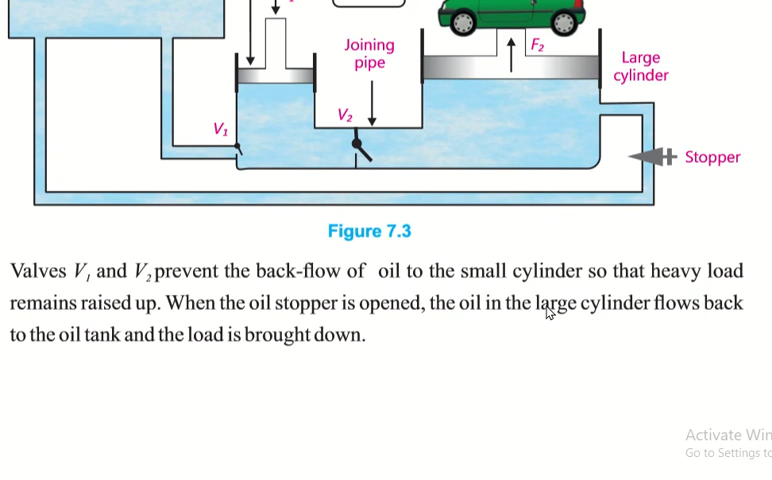 F₂
Joining
pipe
Large
cylinder
V₂
V₁
Stopper
Figure 7.3
Valves V₁ and V₂ prevent the back-flow of oil to the small cylinder so that heavy load
remains raised up. When the oil stopper is opened, the oil in the large cylinder flows back
to the oil tank and the load is brought down.
Activate Win
Go to Settings to